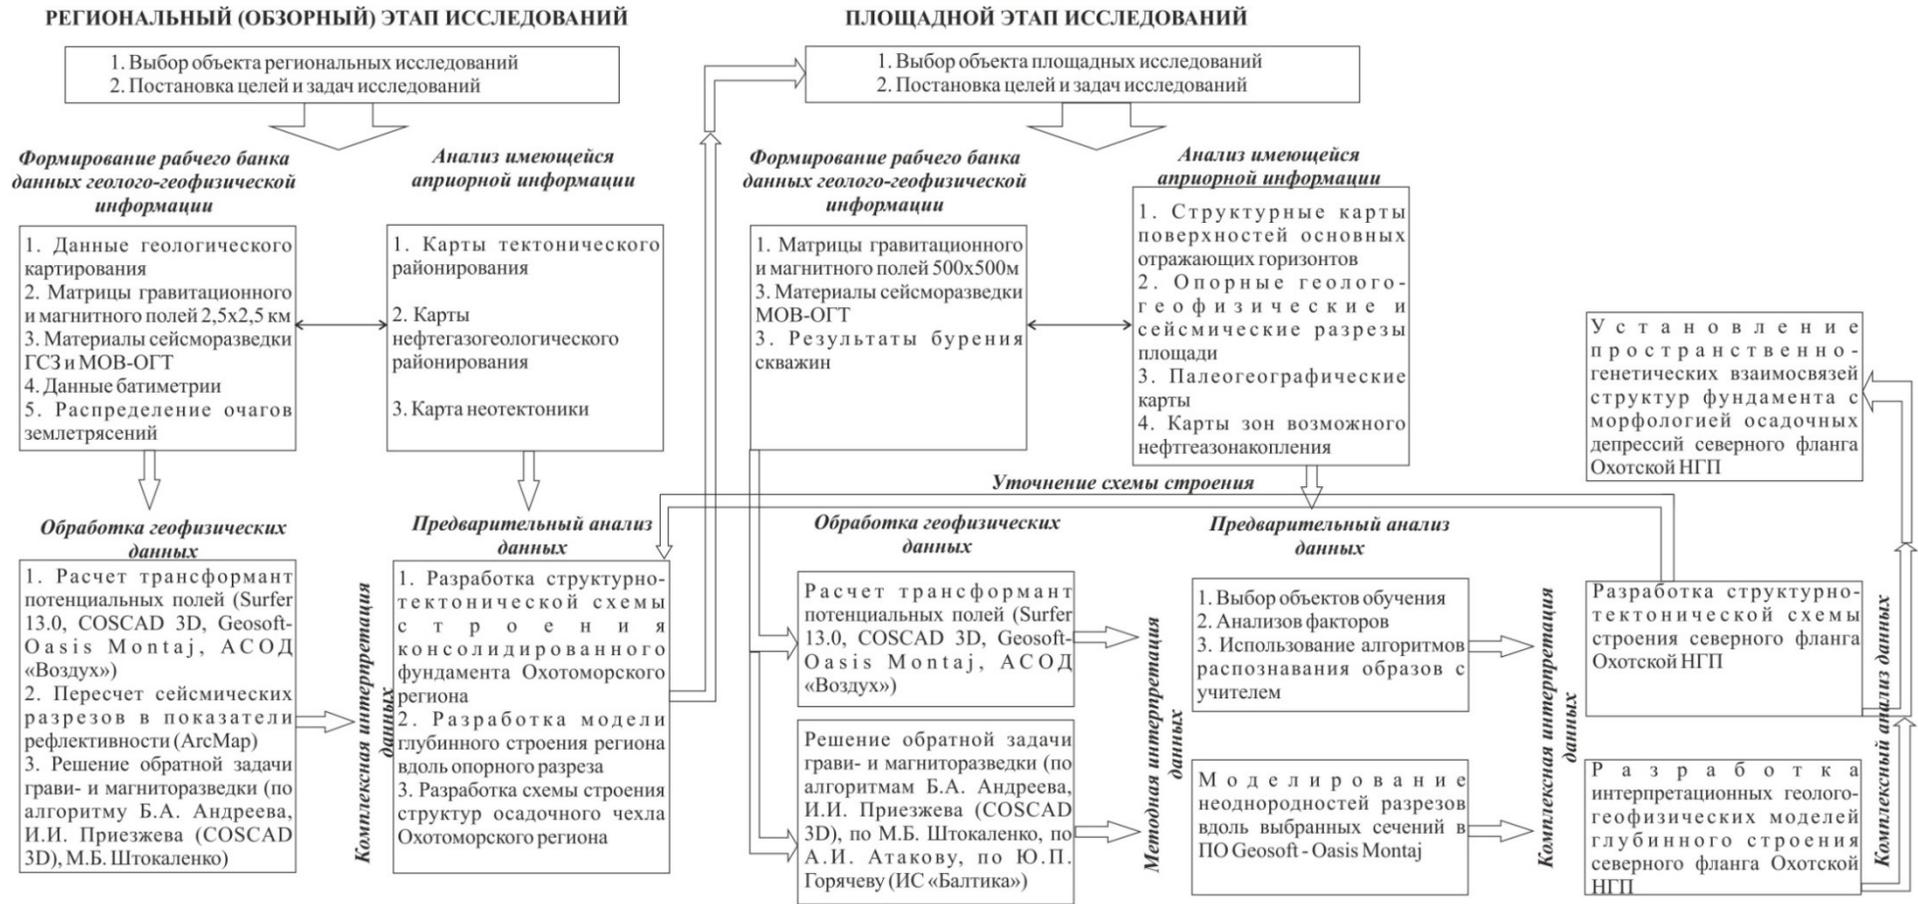 РЕГИОНАЛЬНЫЙ (ОБЗОРНЫЙ) ЭТАП ИССЛЕДОВАНИЙ
1. Выбор объекта региональных исследований
2. Постановка целей и задач исследований
Формирование рабчего банка
данных геолого-геофизической
информации
1. Данные геологического
картирования
2. Матрицы гравитационного
и магнитного полей 2,5х2,5 км
3. Материалы сейсморазведки
ГСЗ и МОВ-ОГТ
4. Данные батиметрии
5. Распределение очагов
землетрясений
Анализ имеющейся
априорной информации
1. Карты тектонического
районирования
2. Карты
нефтегазогеологического
районирования
3. Карта неотектоники
Обработка геофизических
данных
1. Расчет трансформант
потенциальных полей (Surfer
13.0, COSCAD 3D, Geosoft-
Oasis Montaj, АСОД
«Воздух»)
2. Пересчет сейсмических
разрезов в показатели
рефлективности (ArcMap)
3. Решение обратной задачи
грави- и магниторазведки (по
алгоритму Б.А. Андреева,
И.И. Приезжева (COSCAD
3D), М.Б. Штокаленко)
Комплексная интерпретация
данных
Предварительный анализ
данных
1. Разработка структурно-
тектонической схемы
строения
консолидированного
фундамента Охотоморского
региона
2. Разработка модели
глубинного строения региона
вдоль опорного разреза
3. Разработка схемы строения
структур осадочного чехла
Охотоморского региона
ПЛОЩАДНОЙ ЭТАП ИССЛЕДОВАНИЙ
1. Выбор объекта площадных исследований
2. Постановка целей и задач исследований
Формирование рабчего банка
данных геолого-геофизической
информации
1. Матрицы гравитационного
и магнитного полей 500х500м
3. Материалы сейсморазведки
МОВ-ОГТ
3. Результаты бурения
скважин
Анализ имеющейся
априорной информации
1. Структурные карты
поверхностей основных
отражающих горизонтов
2. Опорные геолого-
геофизические и
сейсмические разрезы
площади
3. Палеогеографические
карты
4. Карты зон возможного
нефтгеазонакопления
Уточнение схемы строения
Обработка геофизических
данных
Расчет трансформант
потенциальных полей (Surfer
13.0, COSCAD 3D, Geosoft-
Oasis Montaj, АСОД
«Воздух»)
Решение обратной задачи
грави- и магниторазведки (по
алгоритмам Б.А. Андреева,
И.И. Приезжева (COSCAD
3D), по М.Б. Штокаленко, по
А.И. Атакову, по Ю.П.
Горячеву (ИС «Балтика»)
Методная интерпретация
данных
Предварительный анализ
данных
1. Выбор объектов обучения
2. Анализов факторов
3. Использование алгоритмов
распознавания образов с
учителем
Моделирование
неоднородностей разрезов
вдоль выбранных сечений в
ПО Geosoft - Oasis Montaj
Комплексная интерпретация
данных
Разработка структурно-
тектонической схемы
строения северного фланга
Охотской НГП
Разработка
интерпретационных геолого-
геофизических моделей
глубинного строения
северного фланга Охотской
НГП
Комплексный анализ данных
Установление
пространственно-
генетических взаимосвязей
структур фундамента с
морфологией осадочных
депрессий северного фланга
Охотской НГП